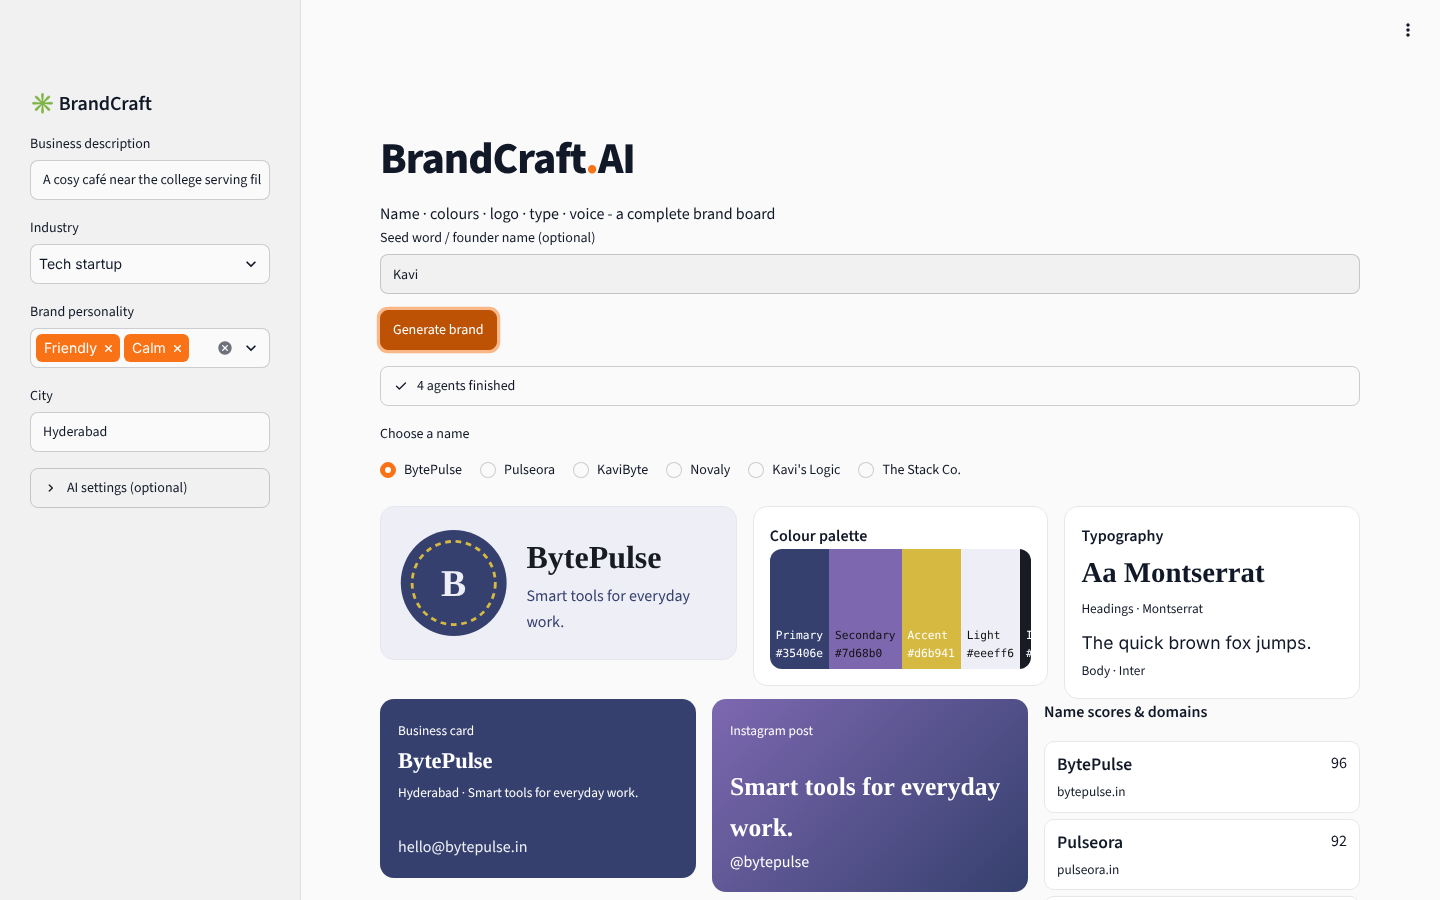 BrandCraft
Business description
A cosy café near the college serving fil
Industry
Tech startup
Brand personality
Friendly
Calm
City
Hyderabad
AI settings (optional)
BrandCraft.AI
Name · colours · logo · type · voice - a complete brand board
Seed word / founder name (optional)
Kavi
Generate brand
4 agents finished
Choose a name
BytePulse
Pulseora
KaviByte
Novaly
Kavi's Logic
The Stack Co.
B
BytePulse
Smart tools for everyday
work.
Colour palette
Primary
#35406e
Secondary
#7d68b0
Accent
#d6b941
Light
#eeeff6
I
#
Typography
Aa Montserrat
Headings · Montserrat
The quick brown fox jumps.
Body · Inter
Business card
BytePulse
Hyderabad · Smart tools for everyday work.
hello@bytepulse.in
Instagram post
Smart tools for everyday
work.
@bytepulse
Name scores & domains
BytePulse 96
bytepulse.in
Pulseora 92
pulseora.in